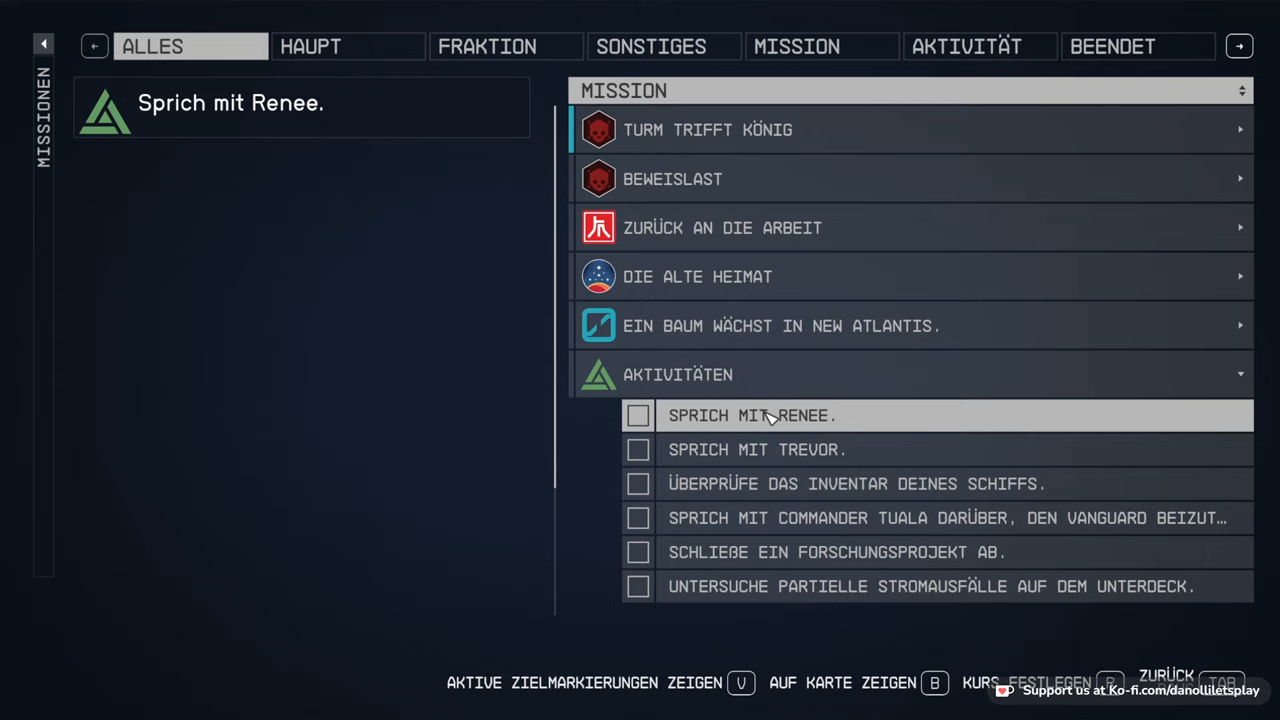 ALLES
HAUPT
FRAKTION
SONSTIGES
MISSION
AKTIVITÄT
BEENDET
MISSIONEN
Sprich mit Renee.
MISSION
TURM TRIFFT KÖNIG
BEWEISLAST
ZURÜCK AN DIE ARBEIT
DIE ALTE HEIMAT
EIN BAUM WÄCHST IN NEW ATLANTIS.
AKTIVITÄTEN
SPRICH MIT RENEE.
SPRICH MIT TREVOR.
ÜBERPRÜFE DAS INVENTAR DEINES SCHIFFS.
SPRICH MIT COMMANDER TUALA DARÜBER, DEN VANGUARD BEIZUT...
SCHLIEẞE EIN FORSCHUNGSPROJEKT AB.
UNTERSUCHE PARTIELLE STROMAUSFÄLLE AUF DEM UNTERDECK.
AKTIVE ZIELMARKIERUNGEN ZEIGEN V
AUF KARTE ZEIGEN B
KURS FESTLEGEN R
ZURÜCK TAB
Support us at Ko-fi.com/danolliletsplay